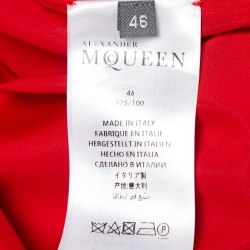 46
ALEXANDER
McQUEEN
46
175/100
MADE IN ITALY
FABRIQUE EN ITALIE
HERGESTELLT IN ITALIEN
HECHO EN ITALIA
СДЕЛАНО В ИТАЛИИ
イタリア製
产地:意大利